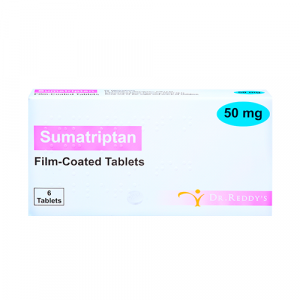 50 mg
Sumatriptan
Film-Coated Tablets
6
Tablets
DR. REDDY'S